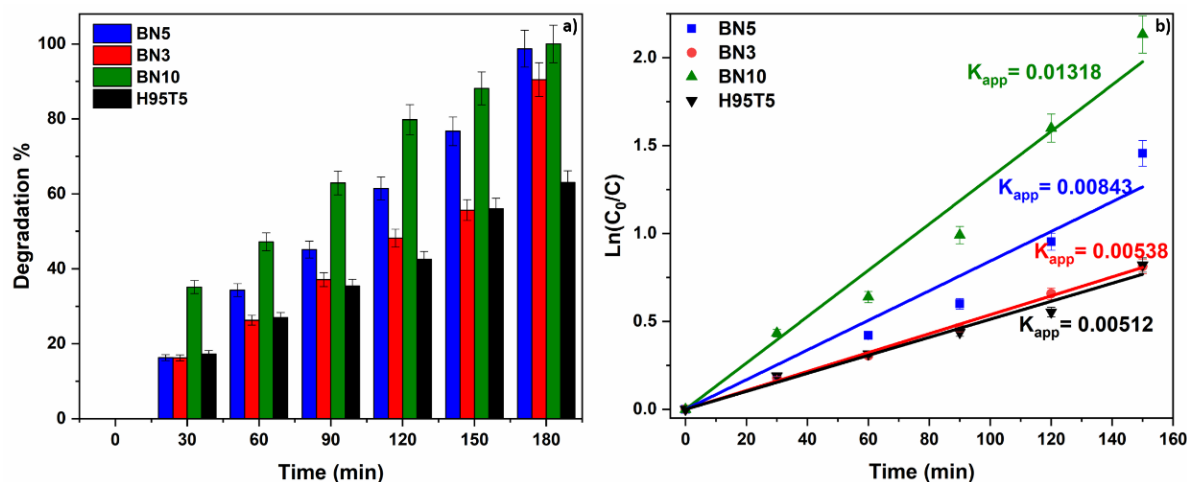 a)
BN5
BN3
BN10
H95T5
Degradation %
100
80
60
40
20
0
0 30 60 90 120 150 180
Time (min)
b)
BN5
BN3
BN10
H95T5
Kapp= 0.01318
Kapp= 0.00843
Kapp= 0.00538
Kapp= 0.00512
Ln(C0/C)
2.0
1.5
1.0
0.5
0.0
0 20 40 60 80 100 120 140 160
Time (min)